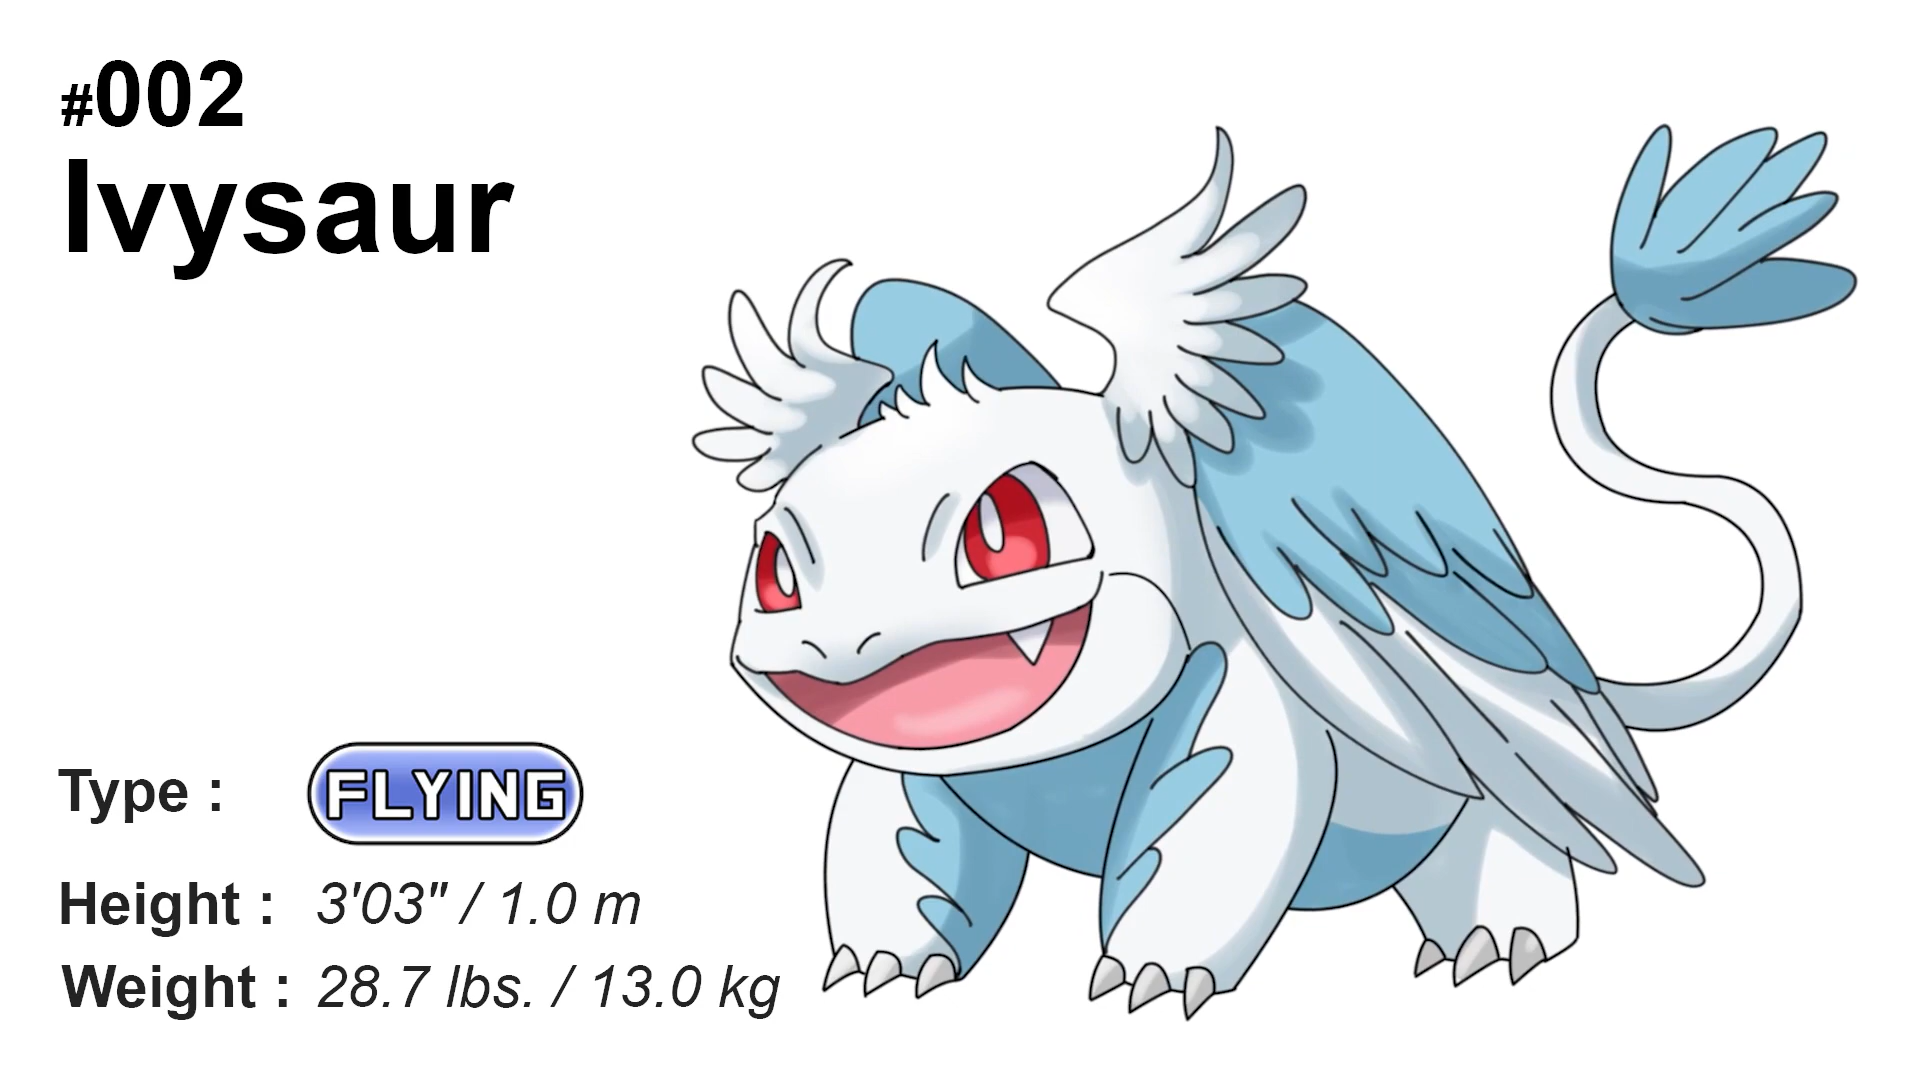 #002
Ivysaur
Type : FLYING
Height : 3'03" / 1.0 m
Weight : 28.7 lbs. / 13.0 kg